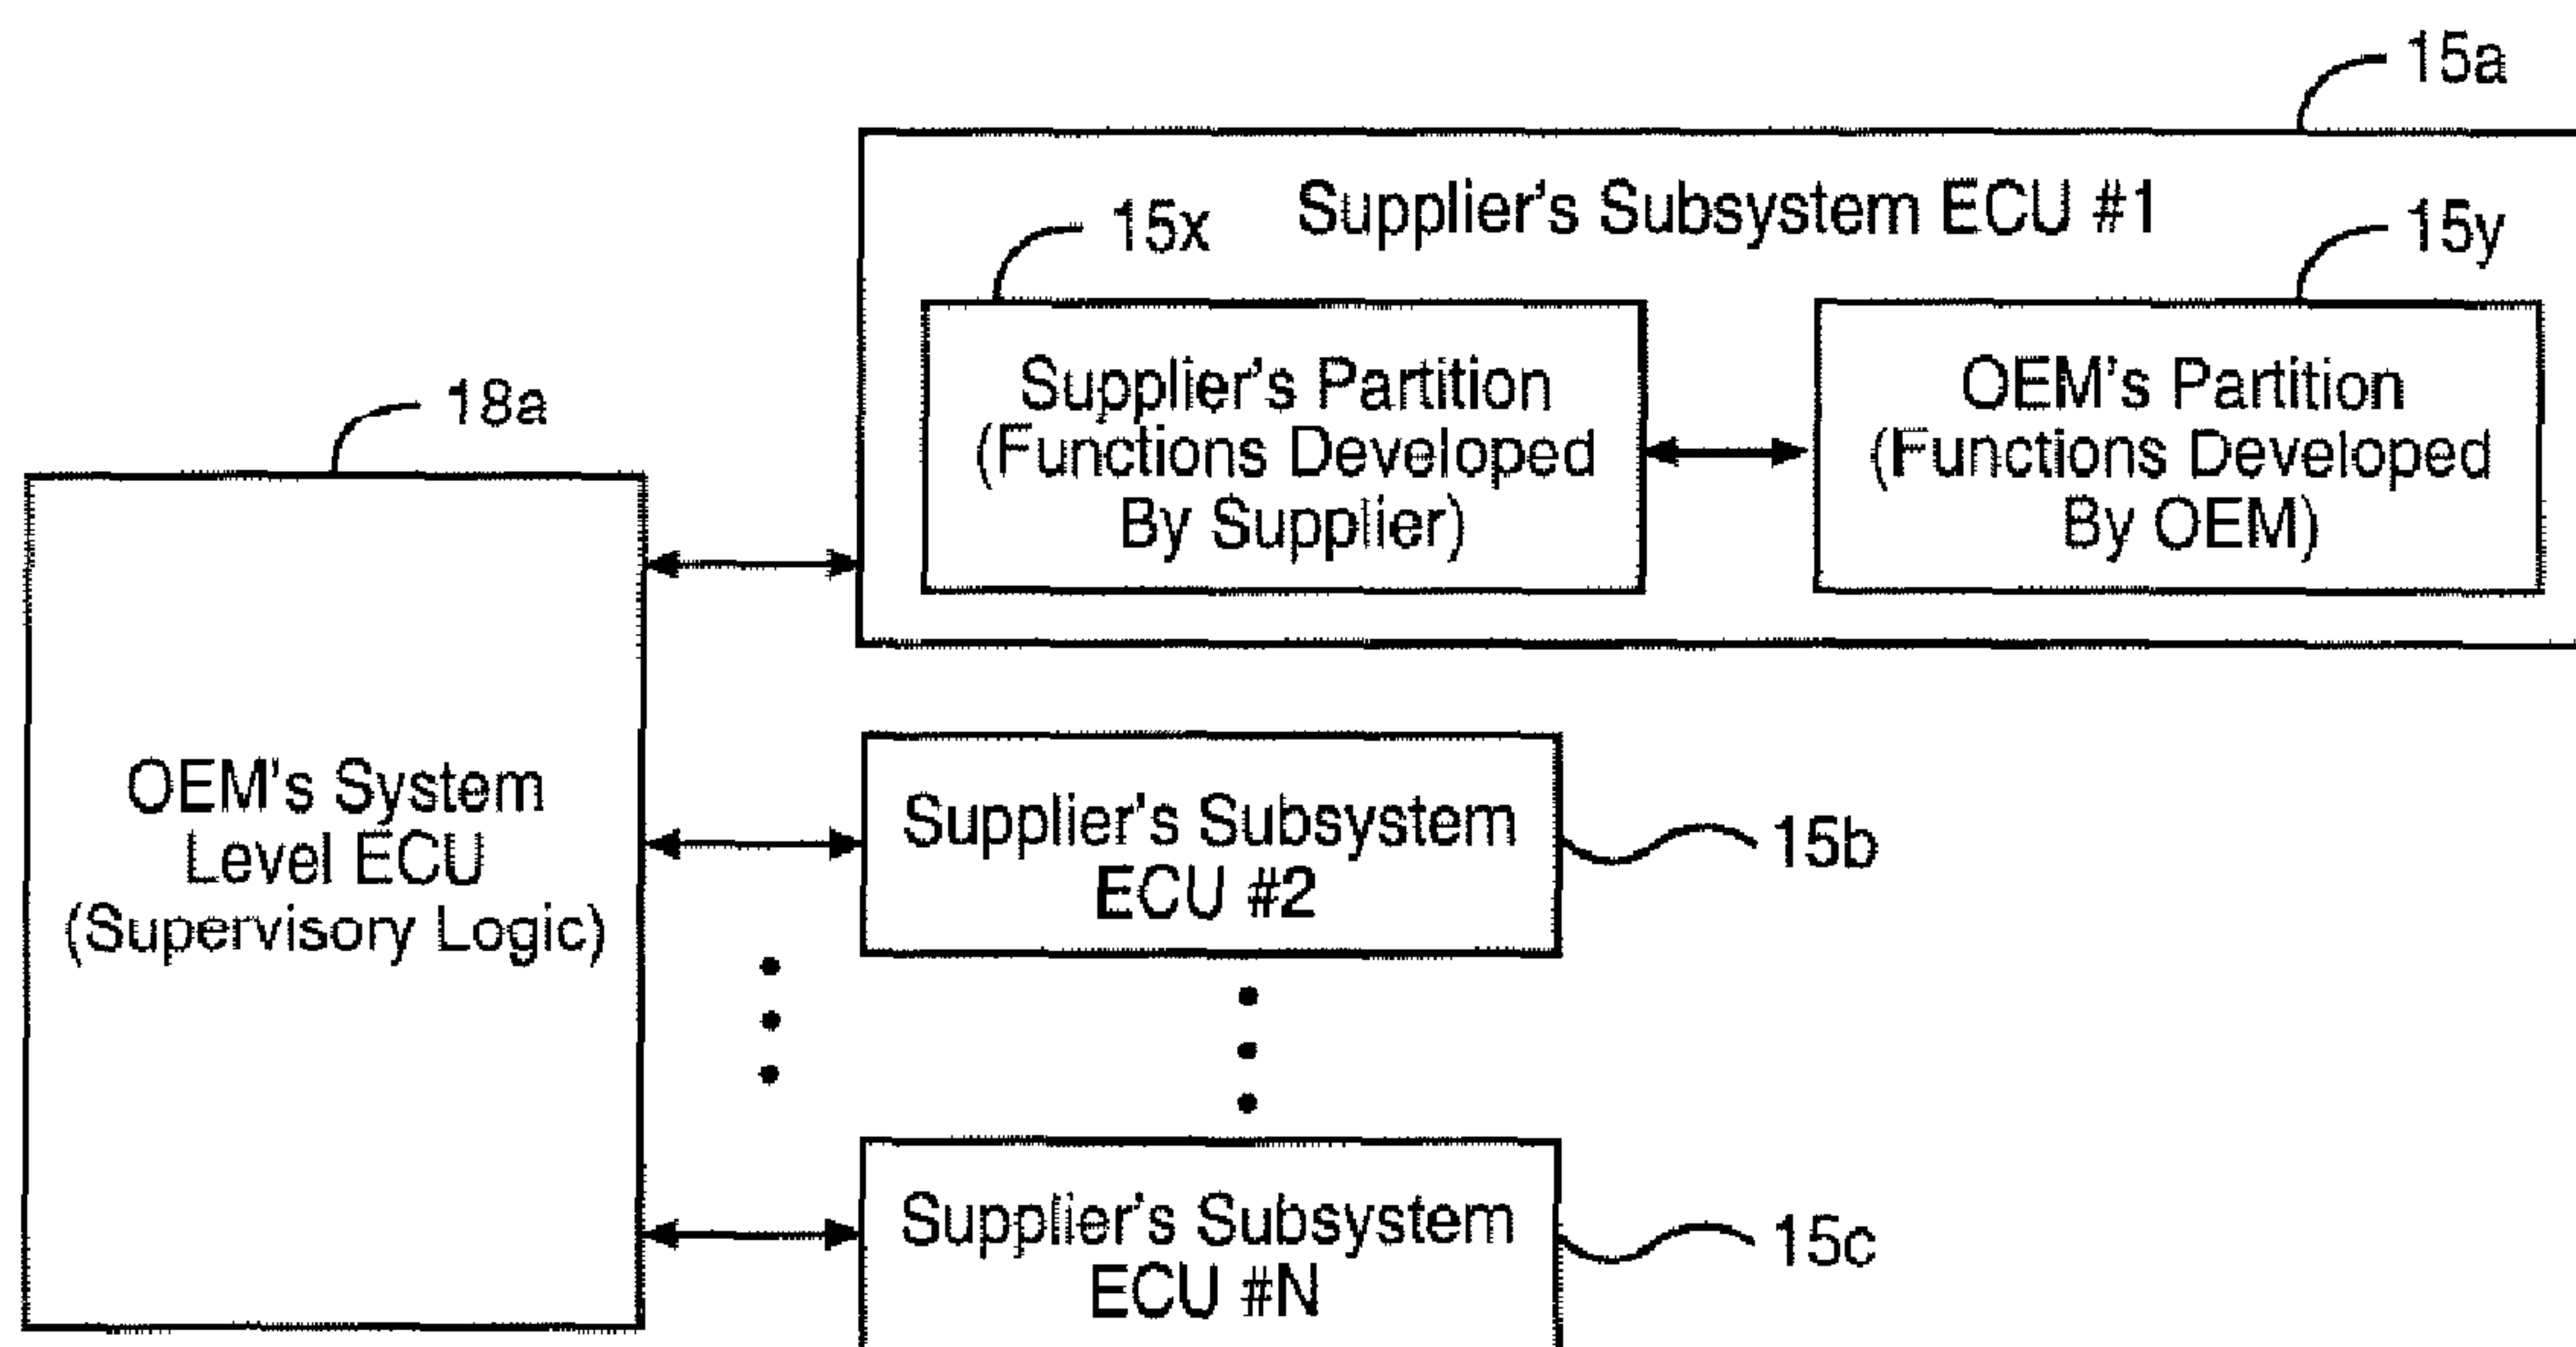 15a
Supplier's Subsystem ECU #1
15x
15y
Supplier's Partition
(Functions Developed
By Supplier)
OEM's Partition
(Functions Developed
By OEM)
18a
OEM's System
Level ECU
(Supervisory Logic)
Supplier's Subsystem
ECU #2
15b
Supplier's Subsystem
ECU #N
15c